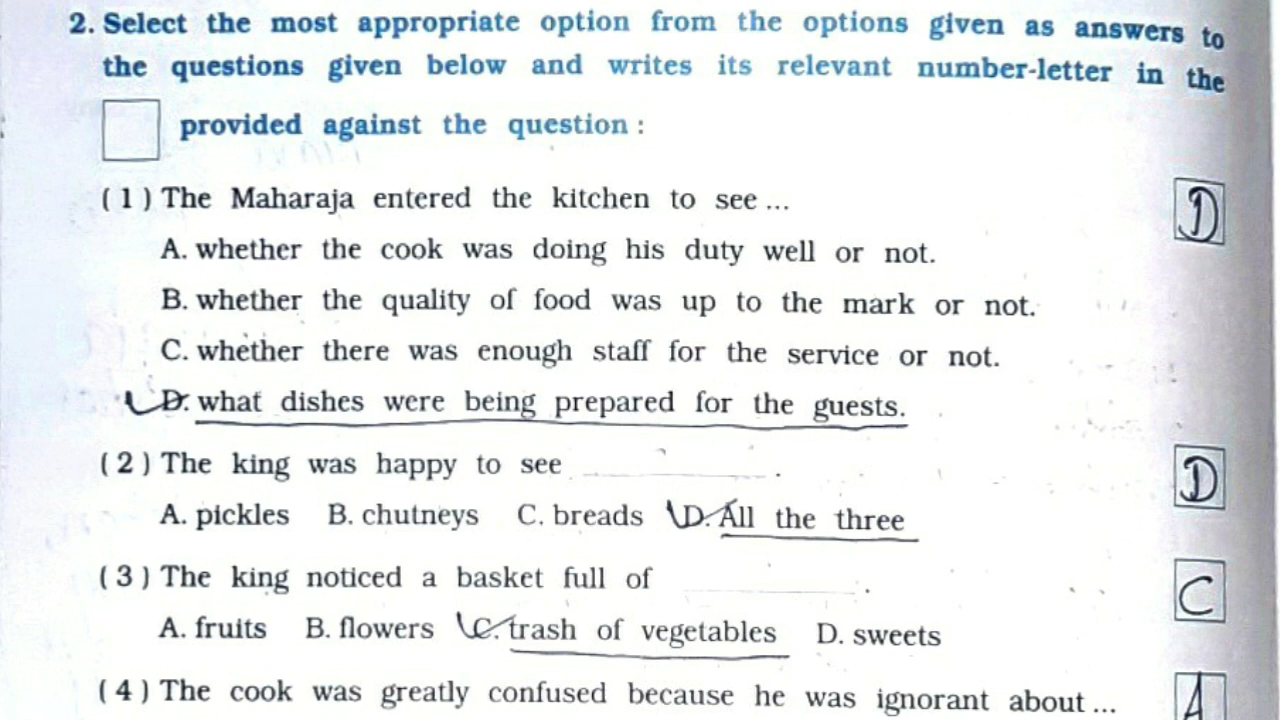 2. Select the most appropriate option from the options given as answers to
the questions given below and writes its relevant number-letter in the
provided against the question :
( 1 ) The Maharaja entered the kitchen to see ... D
A. whether the cook was doing his duty well or not.
B. whether the quality of food was up to the mark or not.
C. whether there was enough staff for the service or not.
D. what dishes were being prepared for the guests.
( 2 ) The king was happy to see ________ . D
A. pickles B. chutneys C. breads D. All the three
( 3 ) The king noticed a basket full of ________ . C
A. fruits B. flowers C. trash of vegetables D. sweets
( 4 ) The cook was greatly confused because he was ignorant about ... A